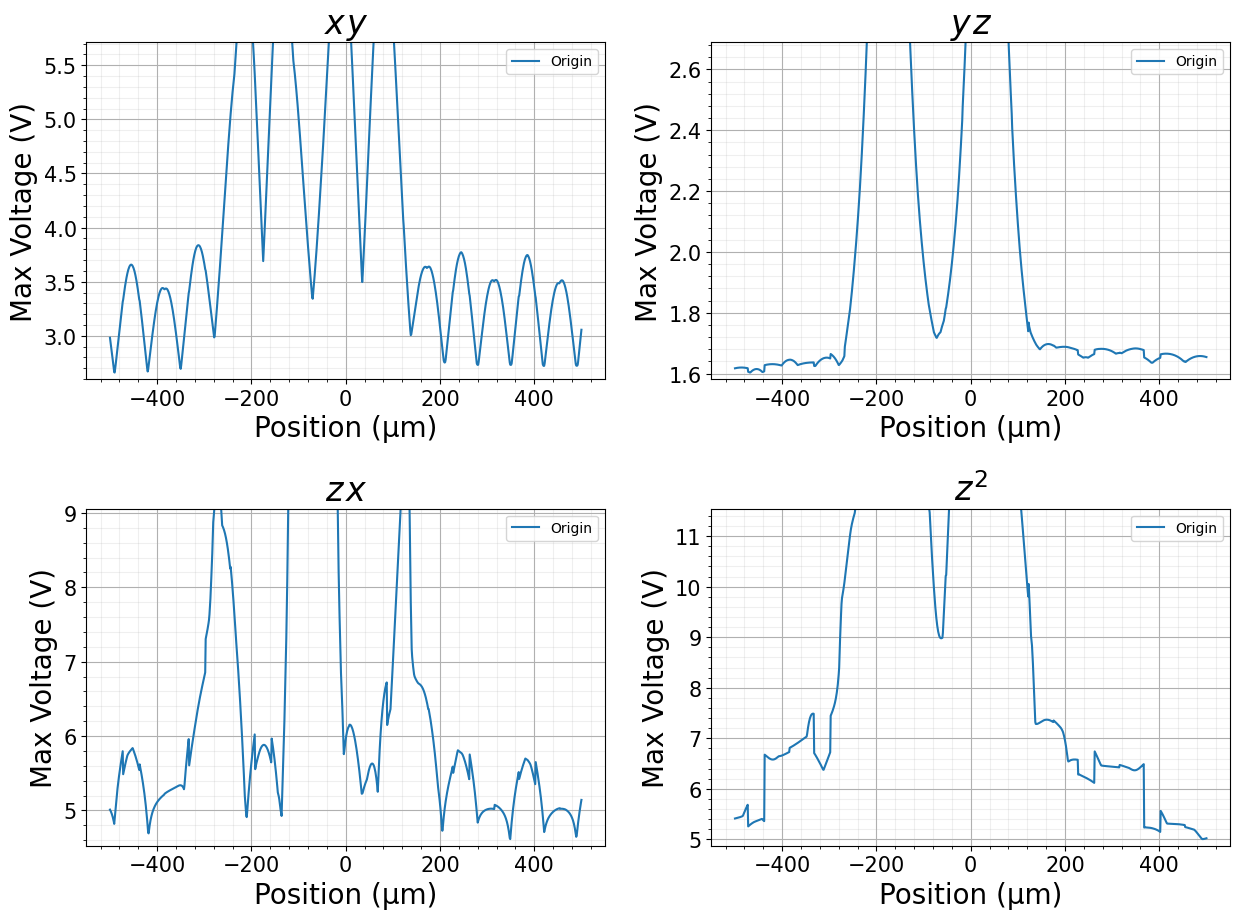 xy
Origin
5.5
5.0
4.5
4.0
3.5
3.0
Max Voltage (V)
−400 −200 0 200 400
Position (µm)
yz
Origin
2.6
2.4
2.2
2.0
1.8
1.6
Max Voltage (V)
−400 −200 0 200 400
Position (µm)
zx
Origin
9
8
7
6
5
Max Voltage (V)
−400 −200 0 200 400
Position (µm)
z²
Origin
11
10
9
8
7
6
5
Max Voltage (V)
−400 −200 0 200 400
Position (µm)